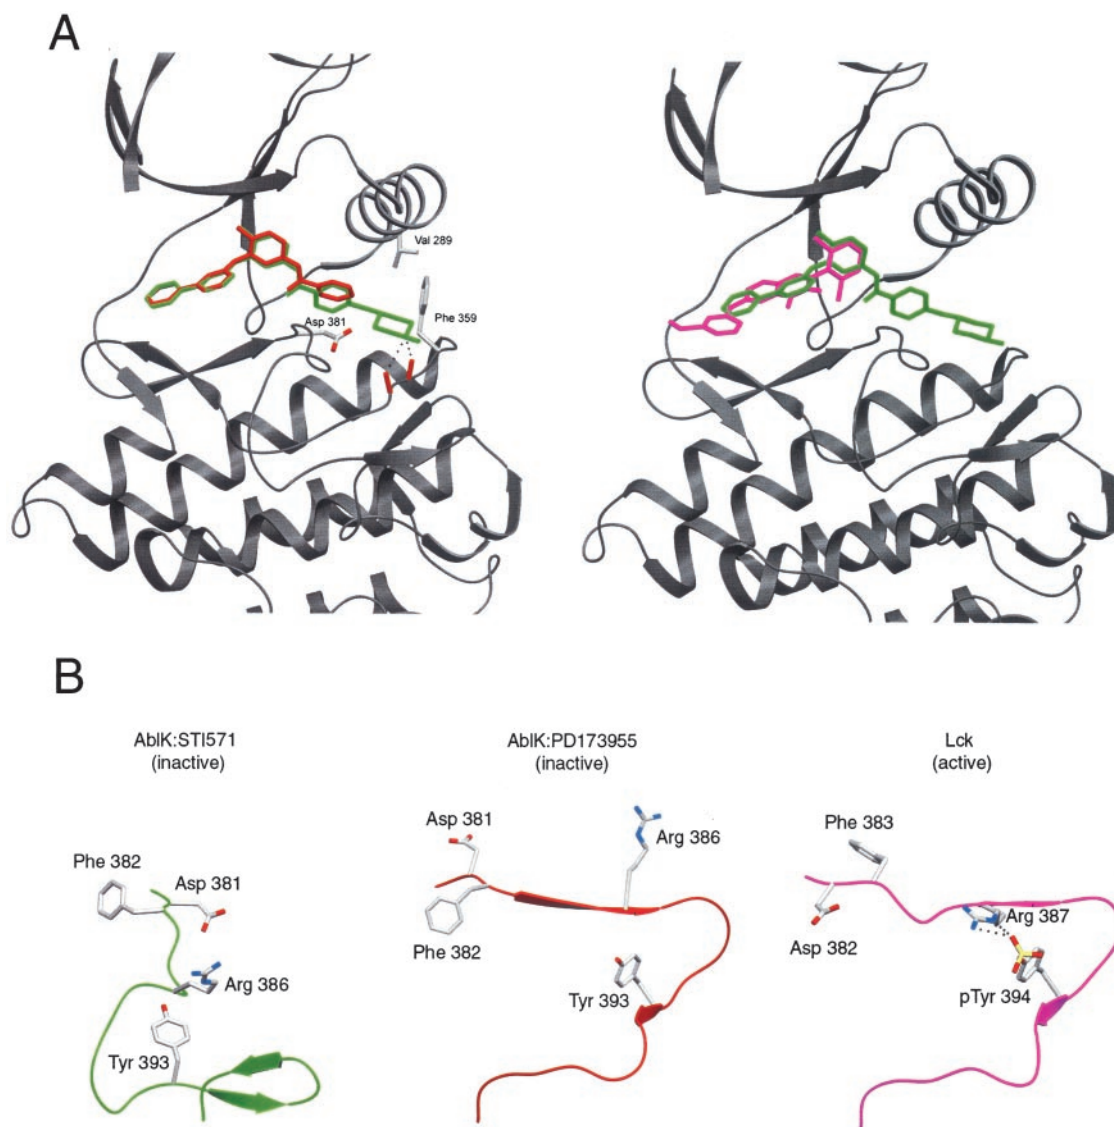 A
Val 289
Asp 381
Phe 359
B
AblK:STI571
(inactive)
AblK:PD173955
(inactive)
Lck
(active)
Phe 382
Asp 381
Arg 386
Tyr 393
Asp 381
Arg 386
Phe 382
Tyr 393
Phe 383
Arg 387
Asp 382
pTyr 394